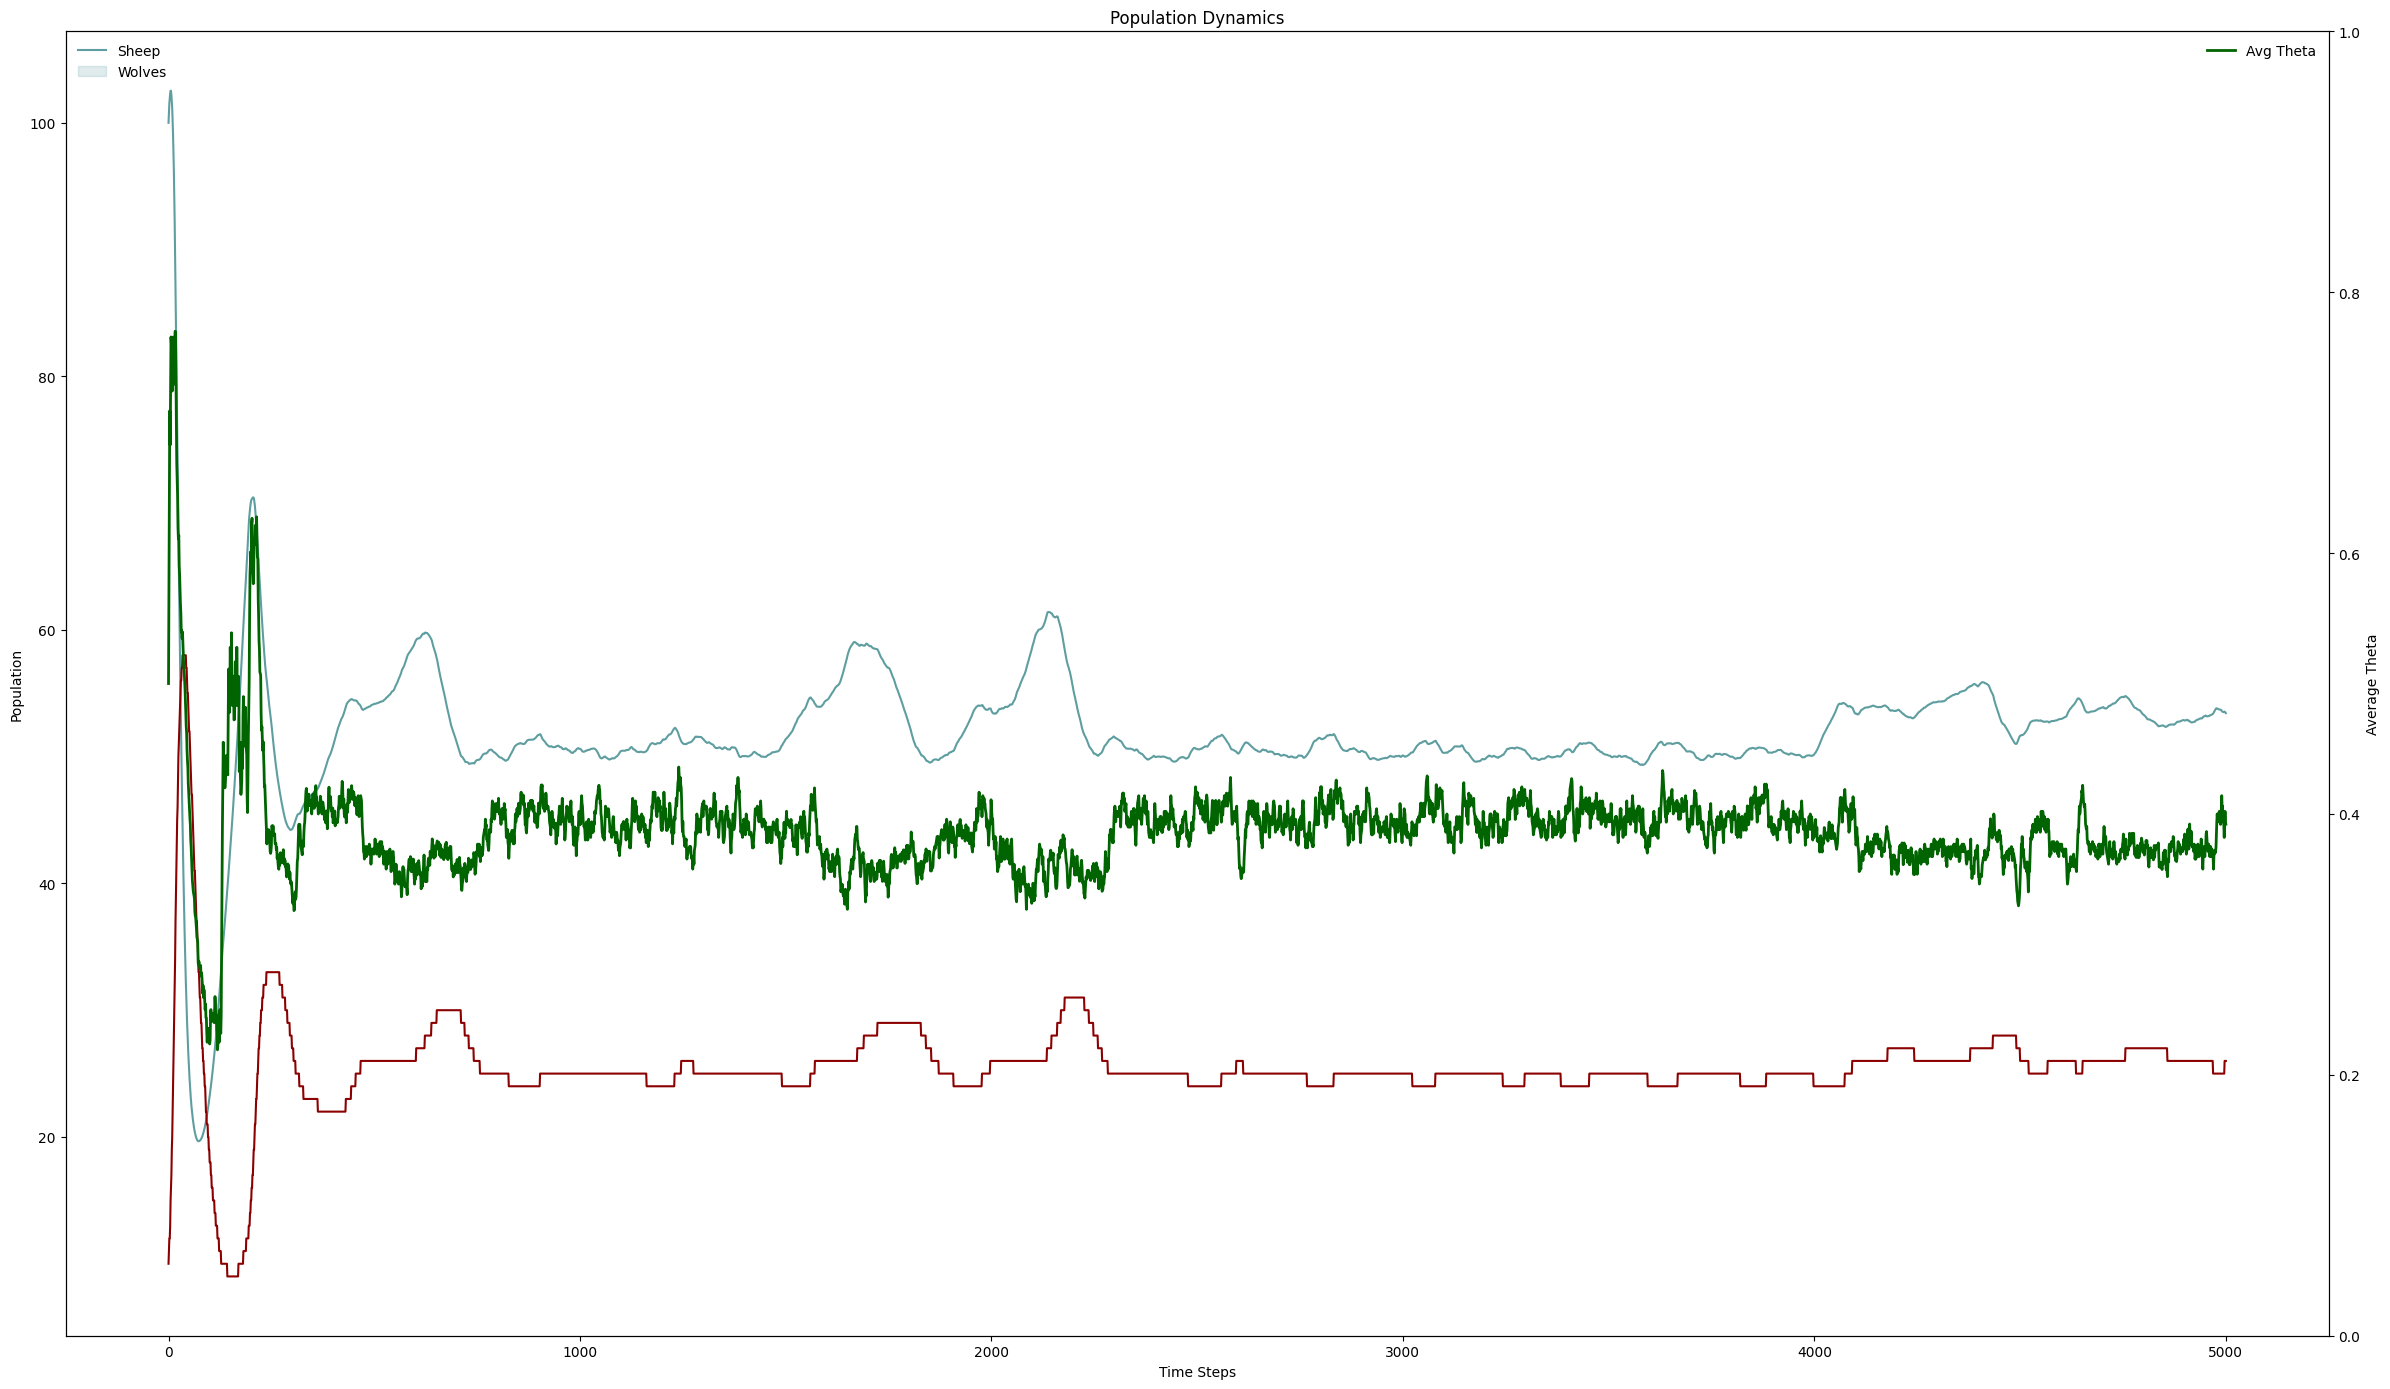 Population Dynamics
Sheep
Wolves
Avg Theta
100
80
60
40
20
Population
1.0
0.8
0.6
0.4
0.2
0.0
Average Theta
0
1000
2000
3000
4000
5000
Time Steps